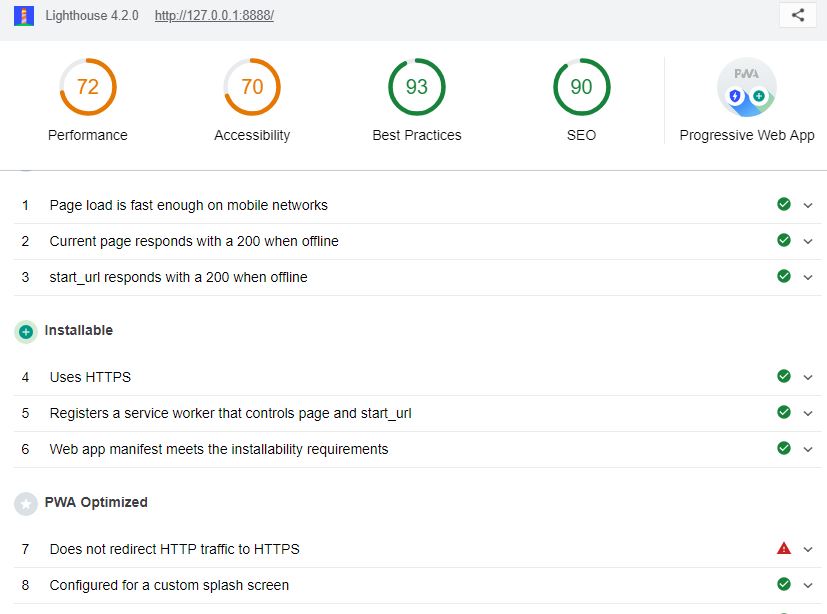 Lighthouse 4.2.0 http://127.0.0.1:8888/
72 70 93 90 PWA
Performance Accessibility Best Practices SEO Progressive Web App
1 Page load is fast enough on mobile networks
2 Current page responds with a 200 when offline
3 start_url responds with a 200 when offline
Installable
4 Uses HTTPS
5 Registers a service worker that controls page and start_url
6 Web app manifest meets the installability requirements
PWA Optimized
7 Does not redirect HTTP traffic to HTTPS
8 Configured for a custom splash screen